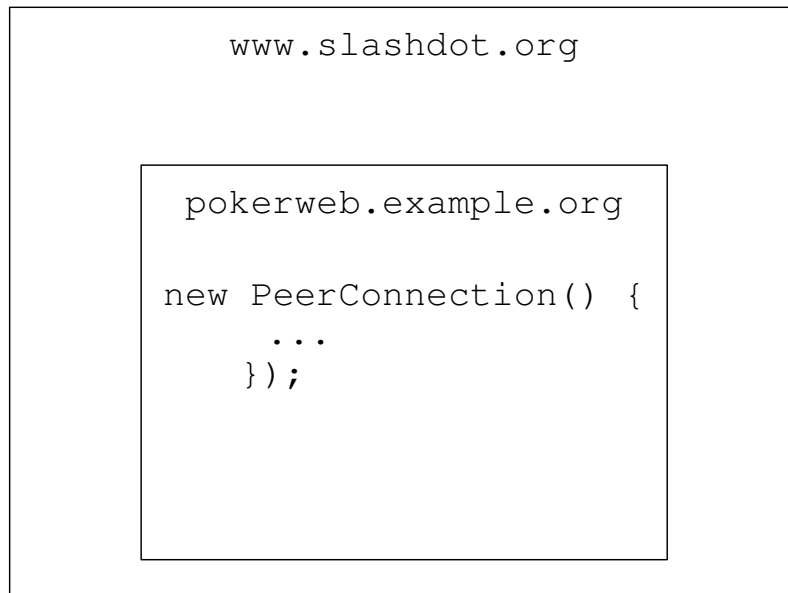 www.slashdot.org
pokerweb.example.org
new PeerConnection() {
...
});